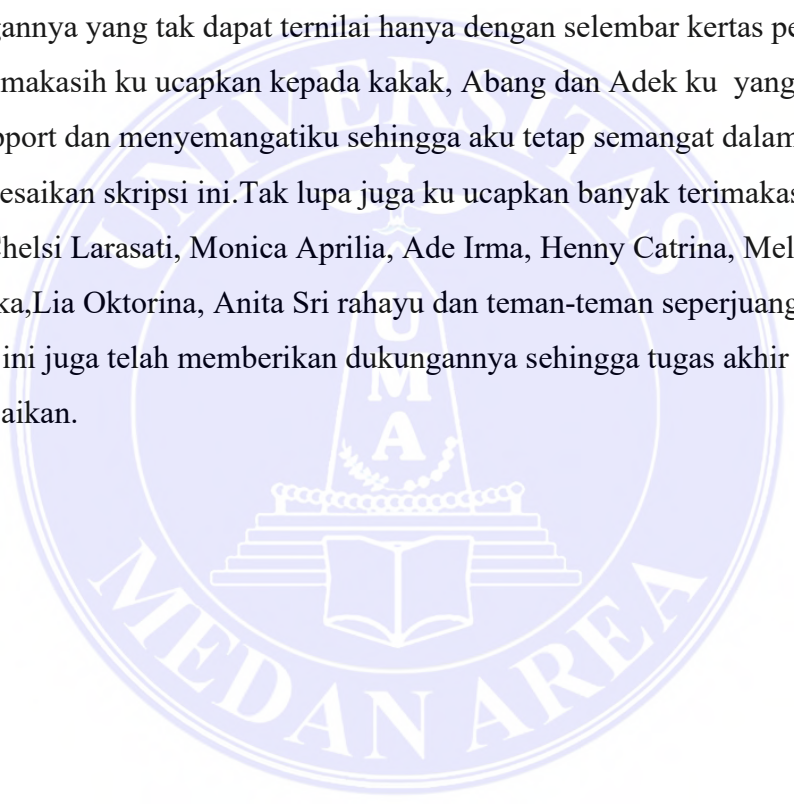 gannya yang tak dapat ternilai hanya dengan selembar kertas pe
makasih ku ucapkan kepada kakak, Abang dan Adek ku yang
pport dan menyemangatiku sehingga aku tetap semangat dalam
esaikan skripsi ini.Tak lupa juga ku ucapkan banyak terimakas
Chelsi Larasati, Monica Aprilia, Ade Irma, Henny Catrina, Mel
ka,Lia Oktorina, Anita Sri rahayu dan teman-teman seperjuang
ini juga telah memberikan dukungannya sehingga tugas akhir
aikan.
UNIVERSITAS
UMA
MEDAN AREA